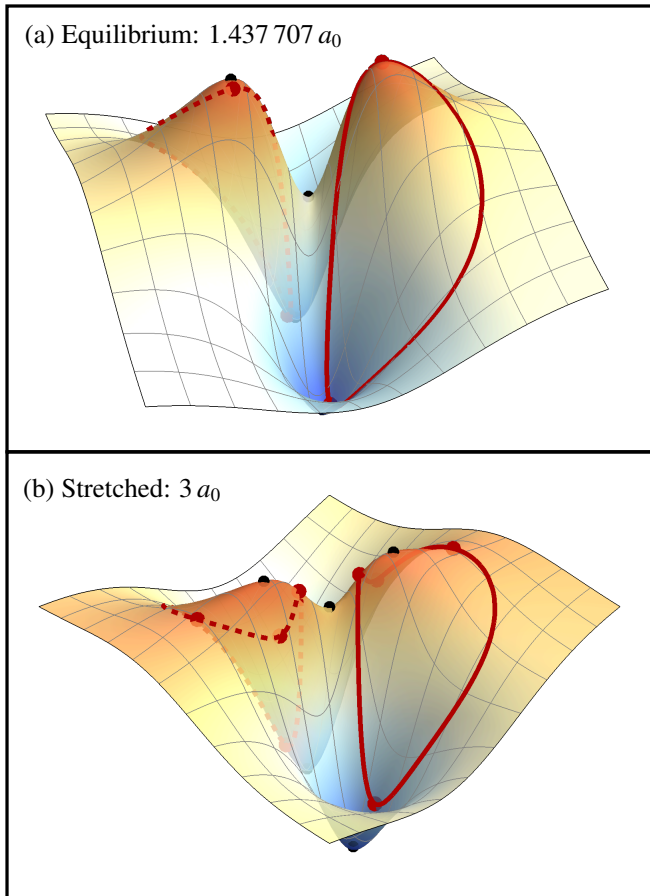 (a) Equilibrium: 1.437 707 a₀
(b) Stretched: 3 a₀